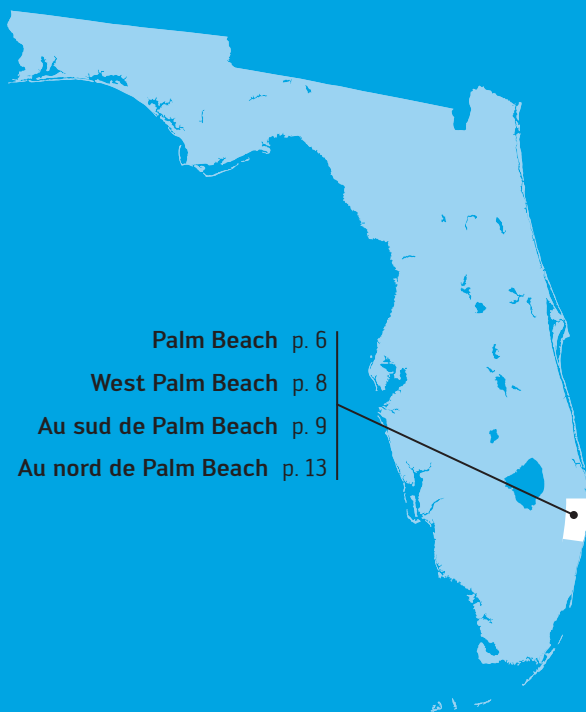 Palm Beach p. 6
West Palm Beach p. 8
Au sud de Palm Beach p. 9
Au nord de Palm Beach p. 13